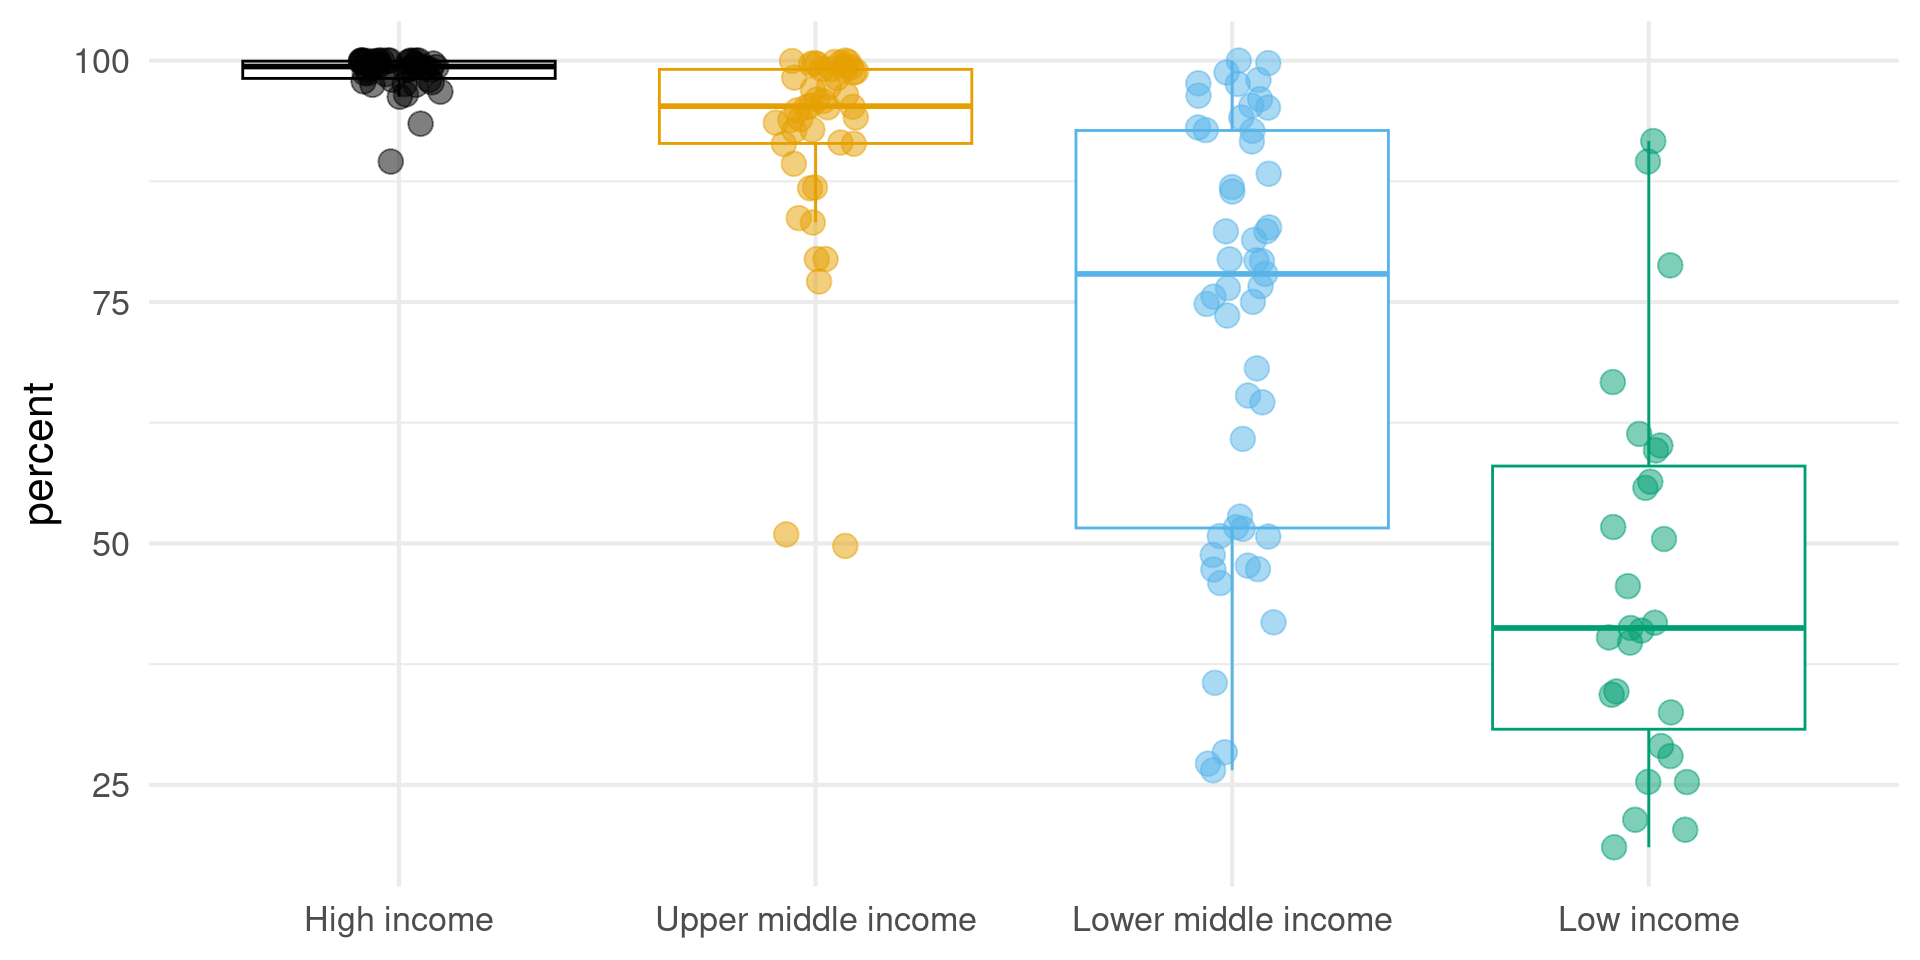 percent
100
75
50
25
High income
Upper middle income
Lower middle income
Low income